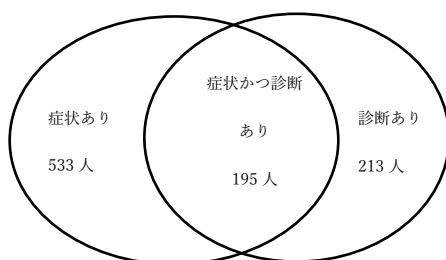 症状あり
533 人
症状かつ診断
あり
195 人
診断あり
213 人